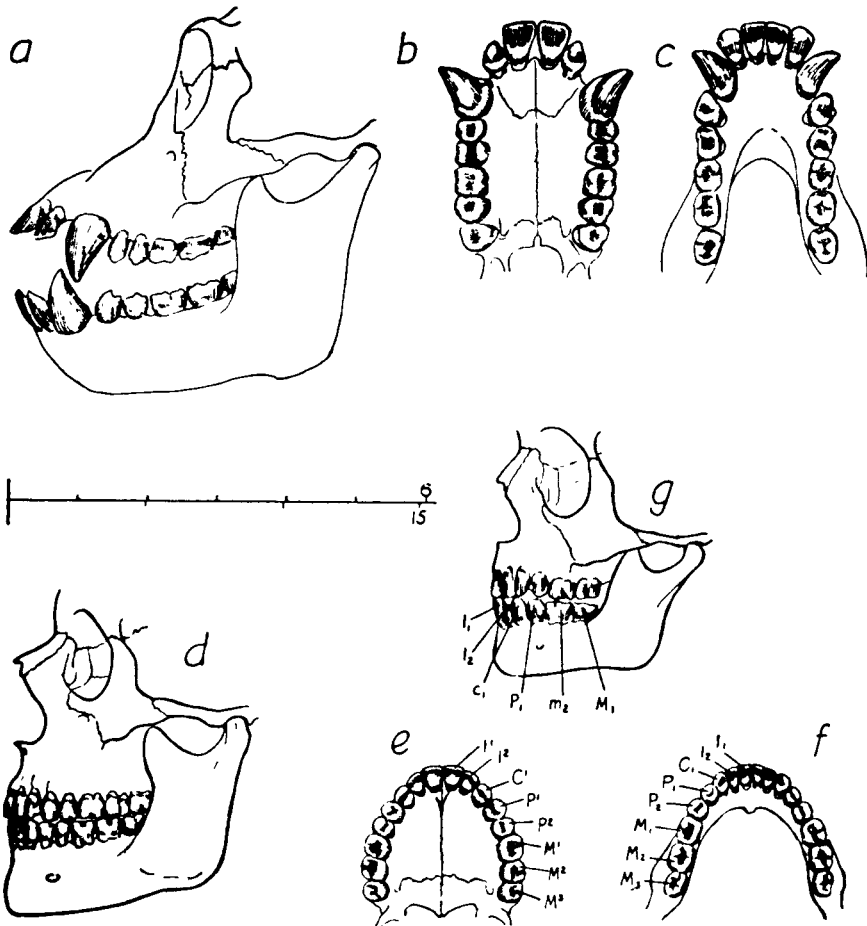 a
b
c
6
15
g
I₁
I₂
C₁
P₁
m₂
M₁
d
e
I¹
I²
C¹
P¹
P²
M¹
M²
M³
f
I₁
I₂
C₁
P₁
P₂
M₁
M₂
M₃